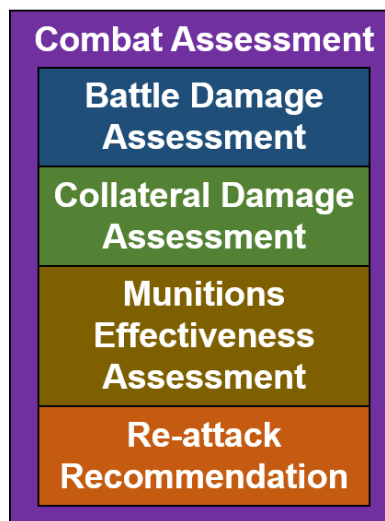 Combat Assessment
Battle Damage
Assessment
Collateral Damage
Assessment
Munitions
Effectiveness
Assessment
Re-attack
Recommendation